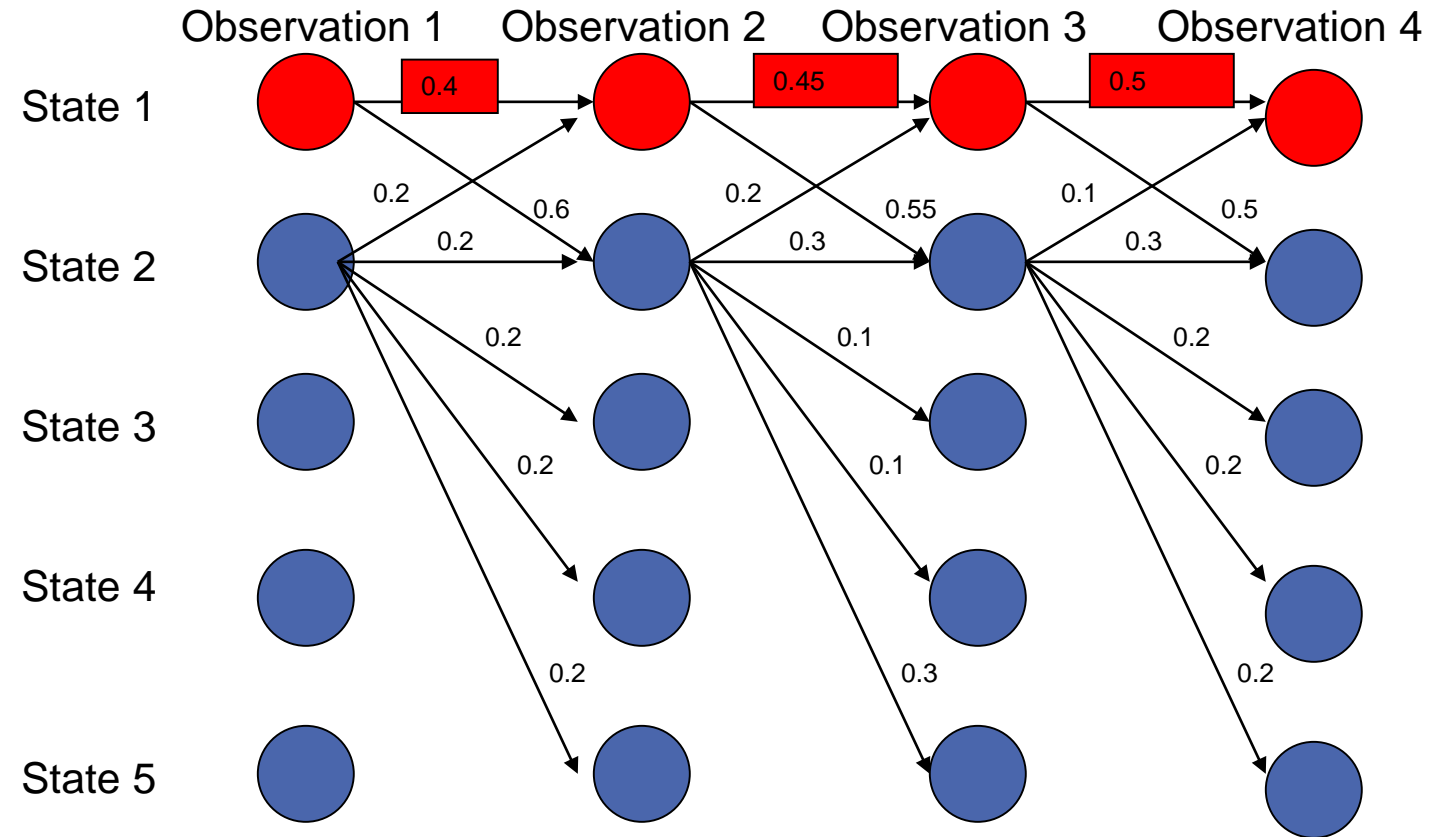 Observation 1 Observation 2 Observation 3 Observation 4
State 1 0.4 0.45 0.5
0.2 0.6 0.2 0.55 0.1 0.5
0.2 0.3 0.3
State 2
0.2 0.1 0.2
State 3
0.2 0.1 0.2
State 4
0.2 0.3 0.2
State 5